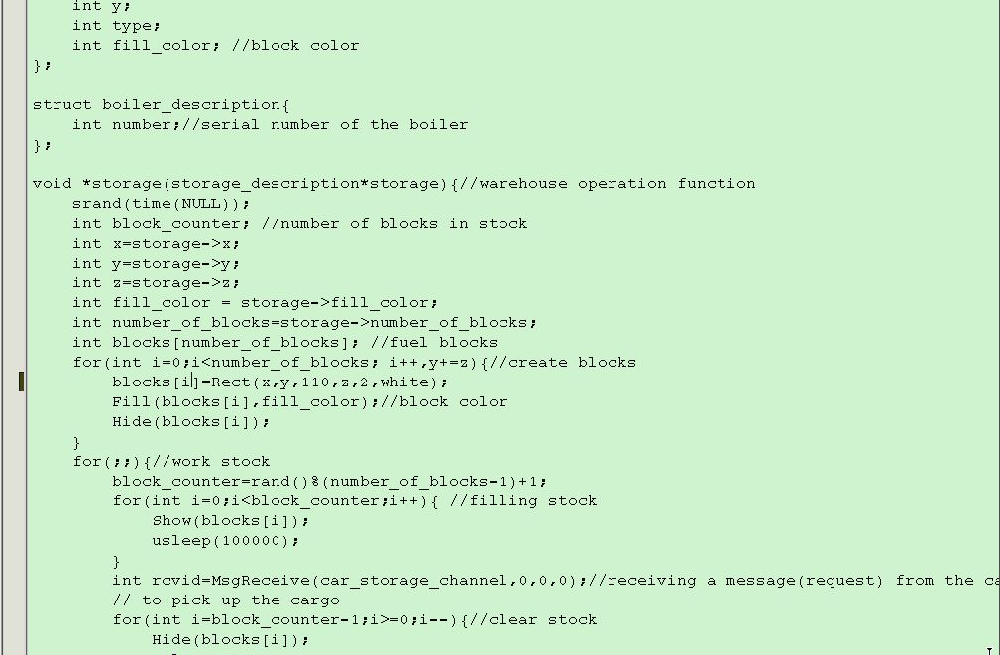 int y;
int type;
int fill_color; //block color
};
struct boiler_description{
int number;//serial number of the boiler
};
void *storage(storage_description*storage){//warehouse operation function
srand(time(NULL));
int block_counter; //number of blocks in stock
int x=storage->x;
int y=storage->y;
int z=storage->z;
int fill_color = storage->fill_color;
int number_of_blocks=storage->number_of_blocks;
int blocks[number_of_blocks]; //fuel blocks
for(int i=0;i<number_of_blocks; i++,y+=z){//create blocks
blocks[i]=Rect(x,y,110,z,2,white);
Fill(blocks[i],fill_color);//block color
Hide(blocks[i]);
}
for(;;){//work stock
block_counter=rand()%(number_of_blocks-1)+1;
for(int i=0;i<block_counter;i++){ //filling stock
Show(blocks[i]);
usleep(100000);
}
int rcvid=MsgReceive(car_storage_channel,0,0,0);//receiving a message(request) from the ca
// to pick up the cargo
for(int i=block_counter-1;i>=0;i--){//clear stock
Hide(blocks[i]);